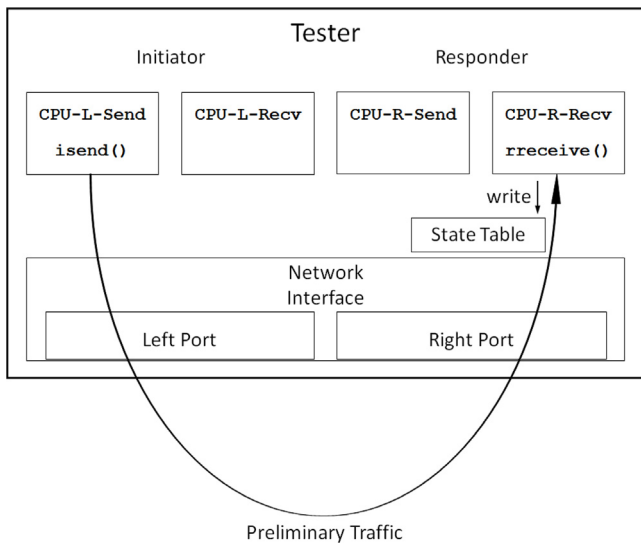 Tester
Initiator
Responder
CPU-L-Send
isend()
CPU-L-Recv
CPU-R-Send
CPU-R-Recv
rreceive()
write
State Table
Network
Interface
Left Port
Right Port
Preliminary Traffic